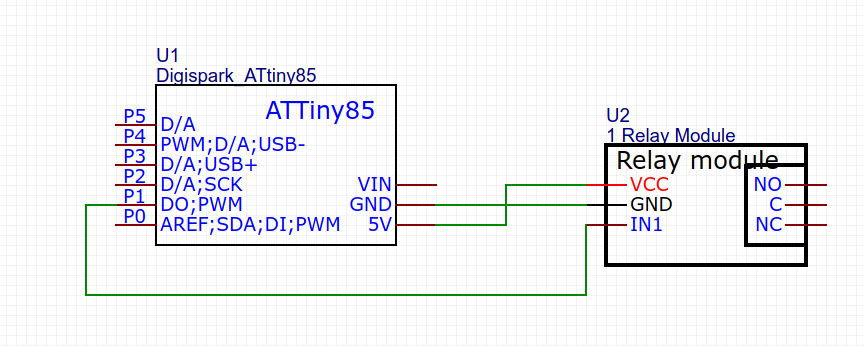 U1
Digispark_ATtiny85
ATTiny85
P5 D/A
P4 PWM;D/A;USB-
P3 D/A;USB+
P2 D/A;SCK VIN
P1 DO;PWM GND
P0 AREF;SDA;DI;PWM 5V
U2
1 Relay Module
Relay module
VCC NO
GND C
IN1 NC